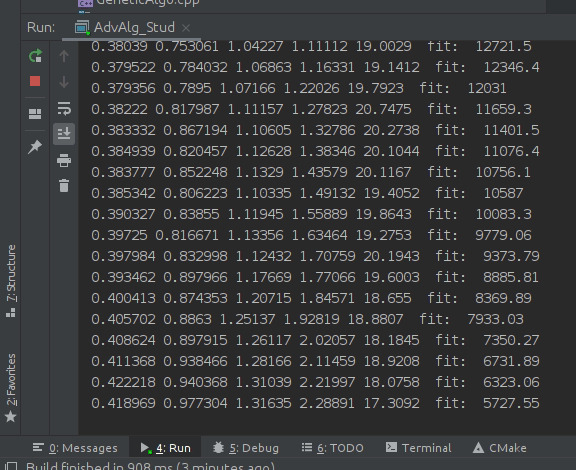 GeneticAlgo.cpp
Run: AdvAlg_Stud
0.38039 0.753061 1.04227 1.11112 19.0029 fit: 12721.5
0.379522 0.784032 1.06863 1.16331 19.1412 fit: 12346.4
0.379356 0.7895 1.07166 1.22026 19.7923 fit: 12031
0.38222 0.817987 1.11157 1.27823 20.7475 fit: 11659.3
0.383332 0.867194 1.10605 1.32786 20.2738 fit: 11401.5
0.384939 0.820457 1.12628 1.38346 20.1044 fit: 11076.4
0.383777 0.852248 1.1329 1.43579 20.1167 fit: 10756.1
0.385342 0.806223 1.10335 1.49132 19.4052 fit: 10587
0.390327 0.83855 1.11945 1.55889 19.8643 fit: 10083.3
0.39725 0.816671 1.13356 1.63464 19.2753 fit: 9779.06
0.397984 0.832998 1.12432 1.70759 20.1943 fit: 9373.79
0.393462 0.897966 1.17669 1.77066 19.6003 fit: 8885.81
0.400413 0.874353 1.20715 1.84571 18.655 fit: 8369.89
0.405702 0.8863 1.25137 1.92819 18.8807 fit: 7933.03
0.408624 0.897915 1.26117 2.02057 18.1845 fit: 7350.27
0.411368 0.938466 1.28166 2.11459 18.9208 fit: 6731.89
0.422218 0.940368 1.31039 2.21997 18.0758 fit: 6323.06
0.418969 0.977304 1.31635 2.28891 17.3092 fit: 5727.55
7: Structure
2: Favorites
0: Messages 4: Run 5: Debug 6: TODO Terminal CMake
Build finished in 908 ms (3 minutes ago)